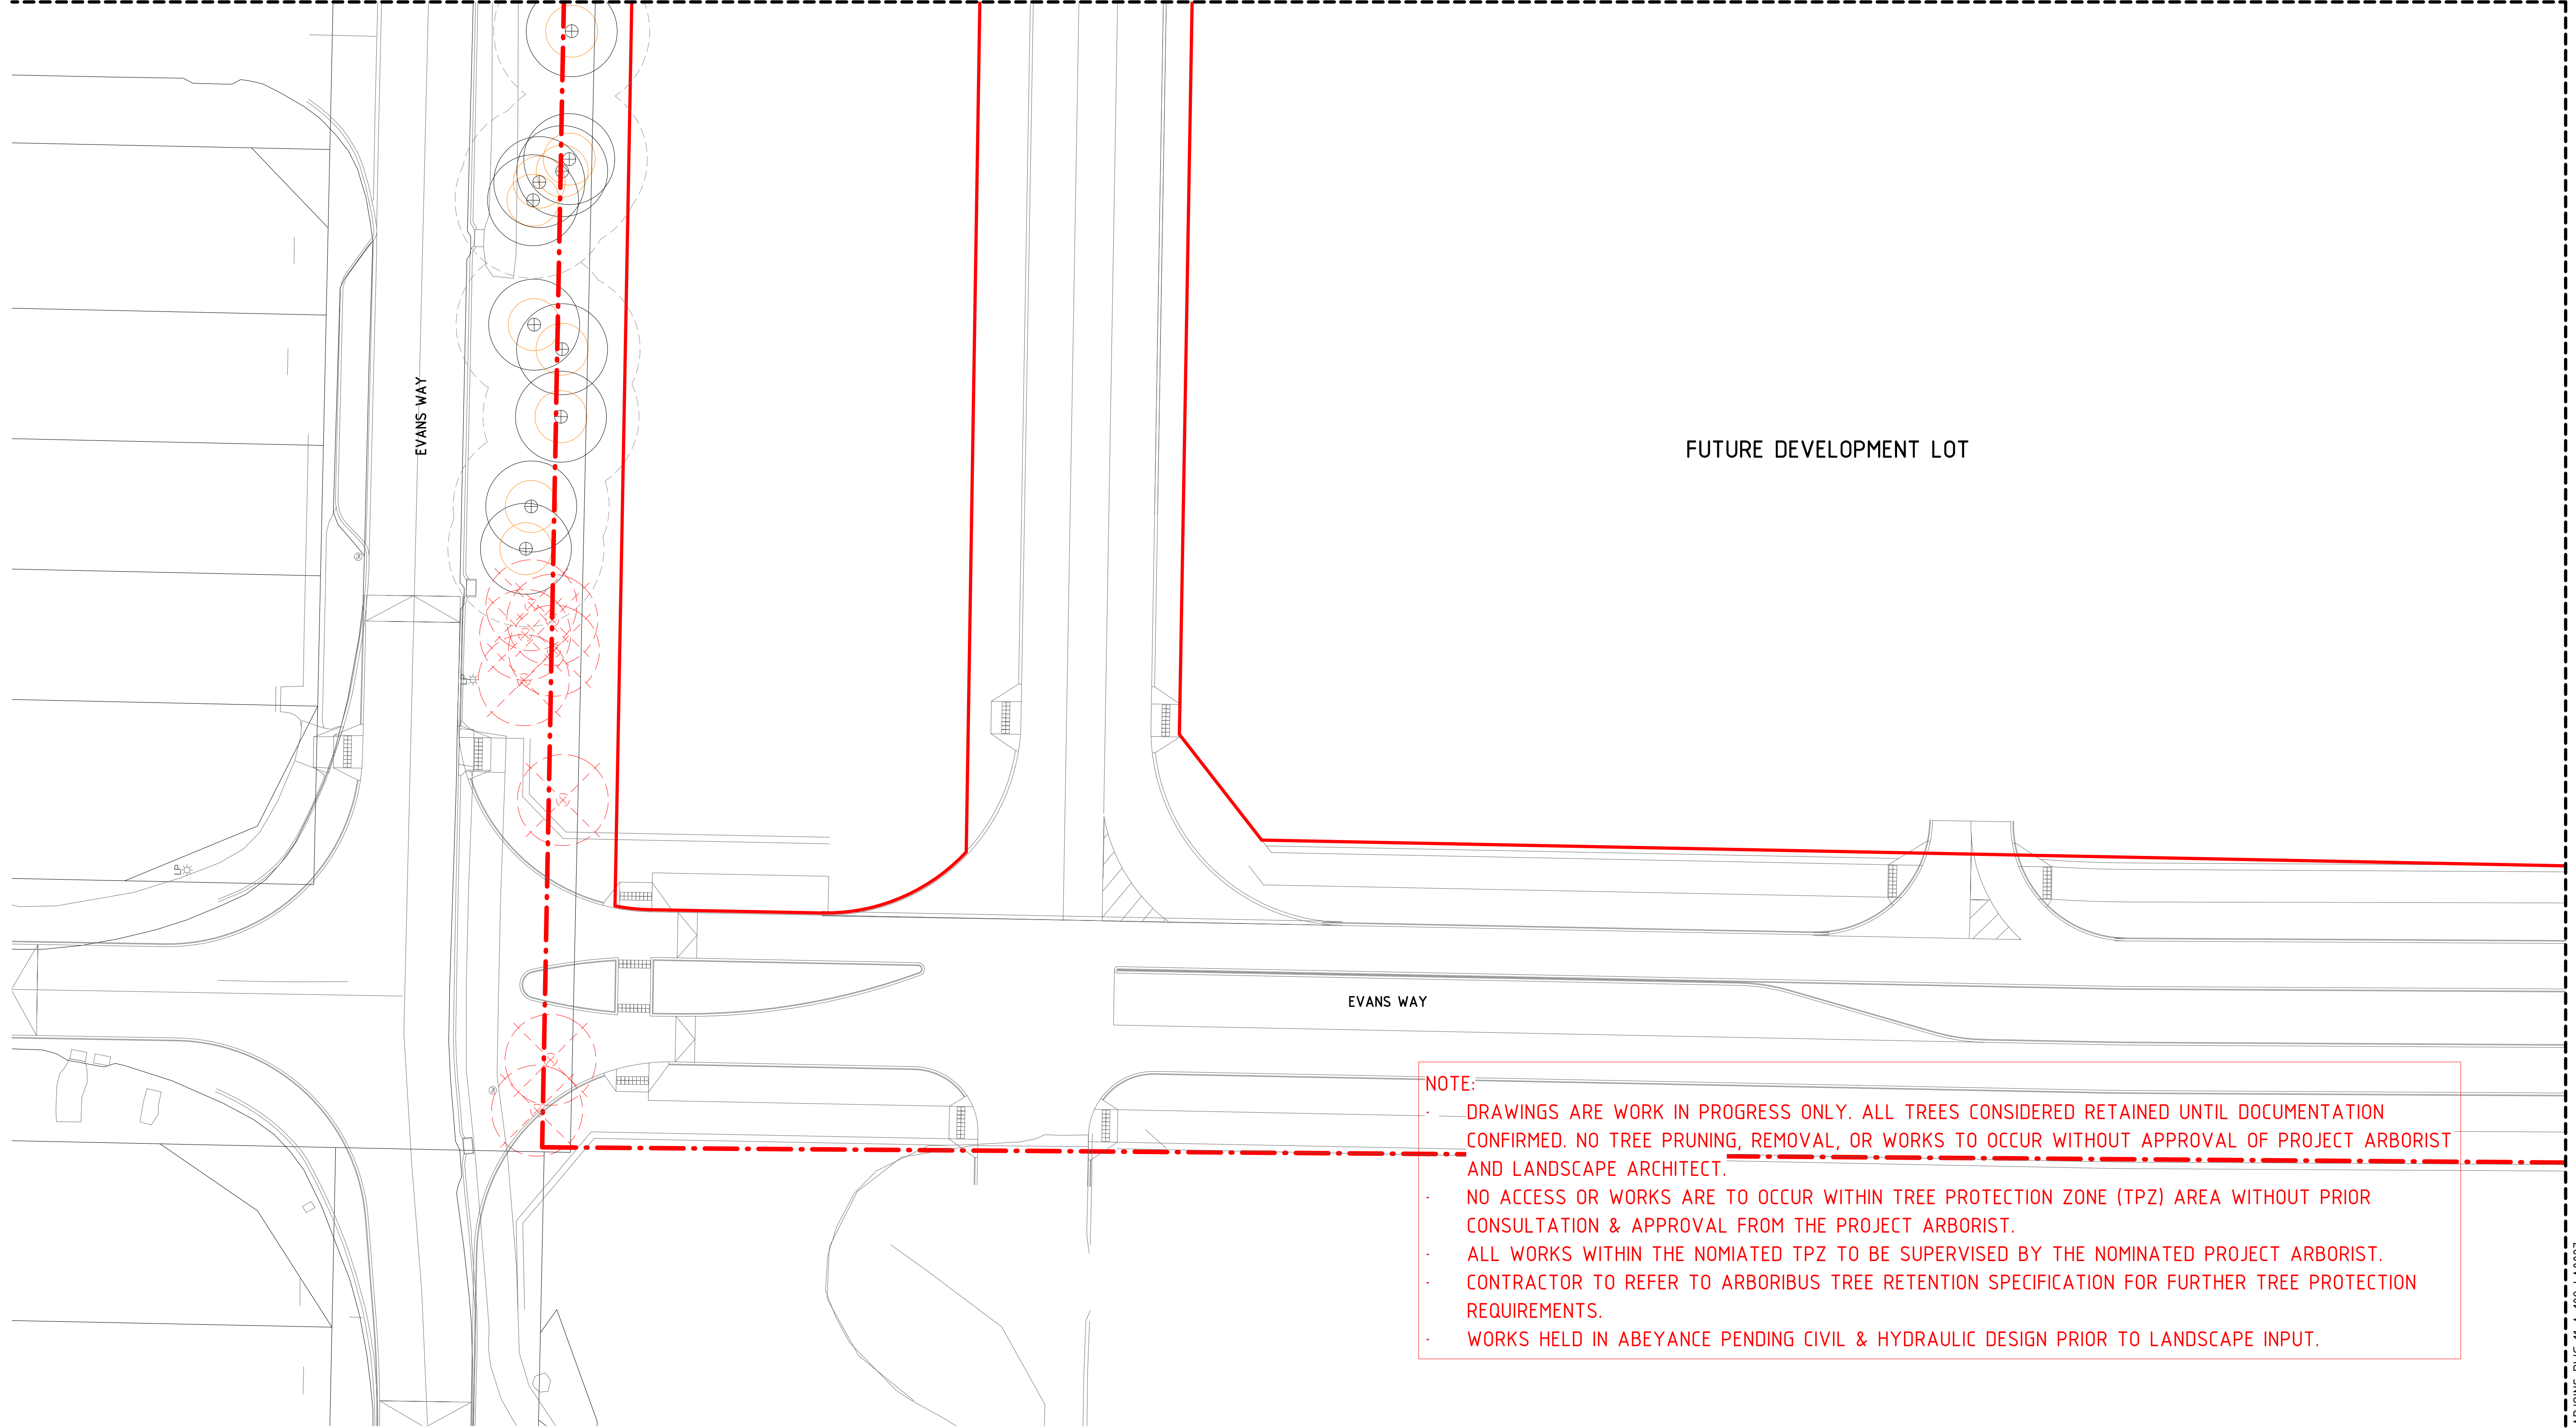 EVANS WAY
FUTURE DEVELOPMENT LOT
LP
LP
EVANS WAY
NOTE:
· DRAWINGS ARE WORK IN PROGRESS ONLY. ALL TREES CONSIDERED RETAINED UNTIL DOCUMENTATION
CONFIRMED. NO TREE PRUNING, REMOVAL, OR WORKS TO OCCUR WITHOUT APPROVAL OF PROJECT ARBORIST
AND LANDSCAPE ARCHITECT.
· NO ACCESS OR WORKS ARE TO OCCUR WITHIN TREE PROTECTION ZONE (TPZ) AREA WITHOUT PRIOR
CONSULTATION & APPROVAL FROM THE PROJECT ARBORIST.
· ALL WORKS WITHIN THE NOMIATED TPZ TO BE SUPERVISED BY THE NOMINATED PROJECT ARBORIST.
· CONTRACTOR TO REFER TO ARBORIBUS TREE RETENTION SPECIFICATION FOR FURTHER TREE PROTECTION
REQUIREMENTS.
· WORKS HELD IN ABEYANCE PENDING CIVIL & HYDRAULIC DESIGN PRIOR TO LANDSCAPE INPUT.